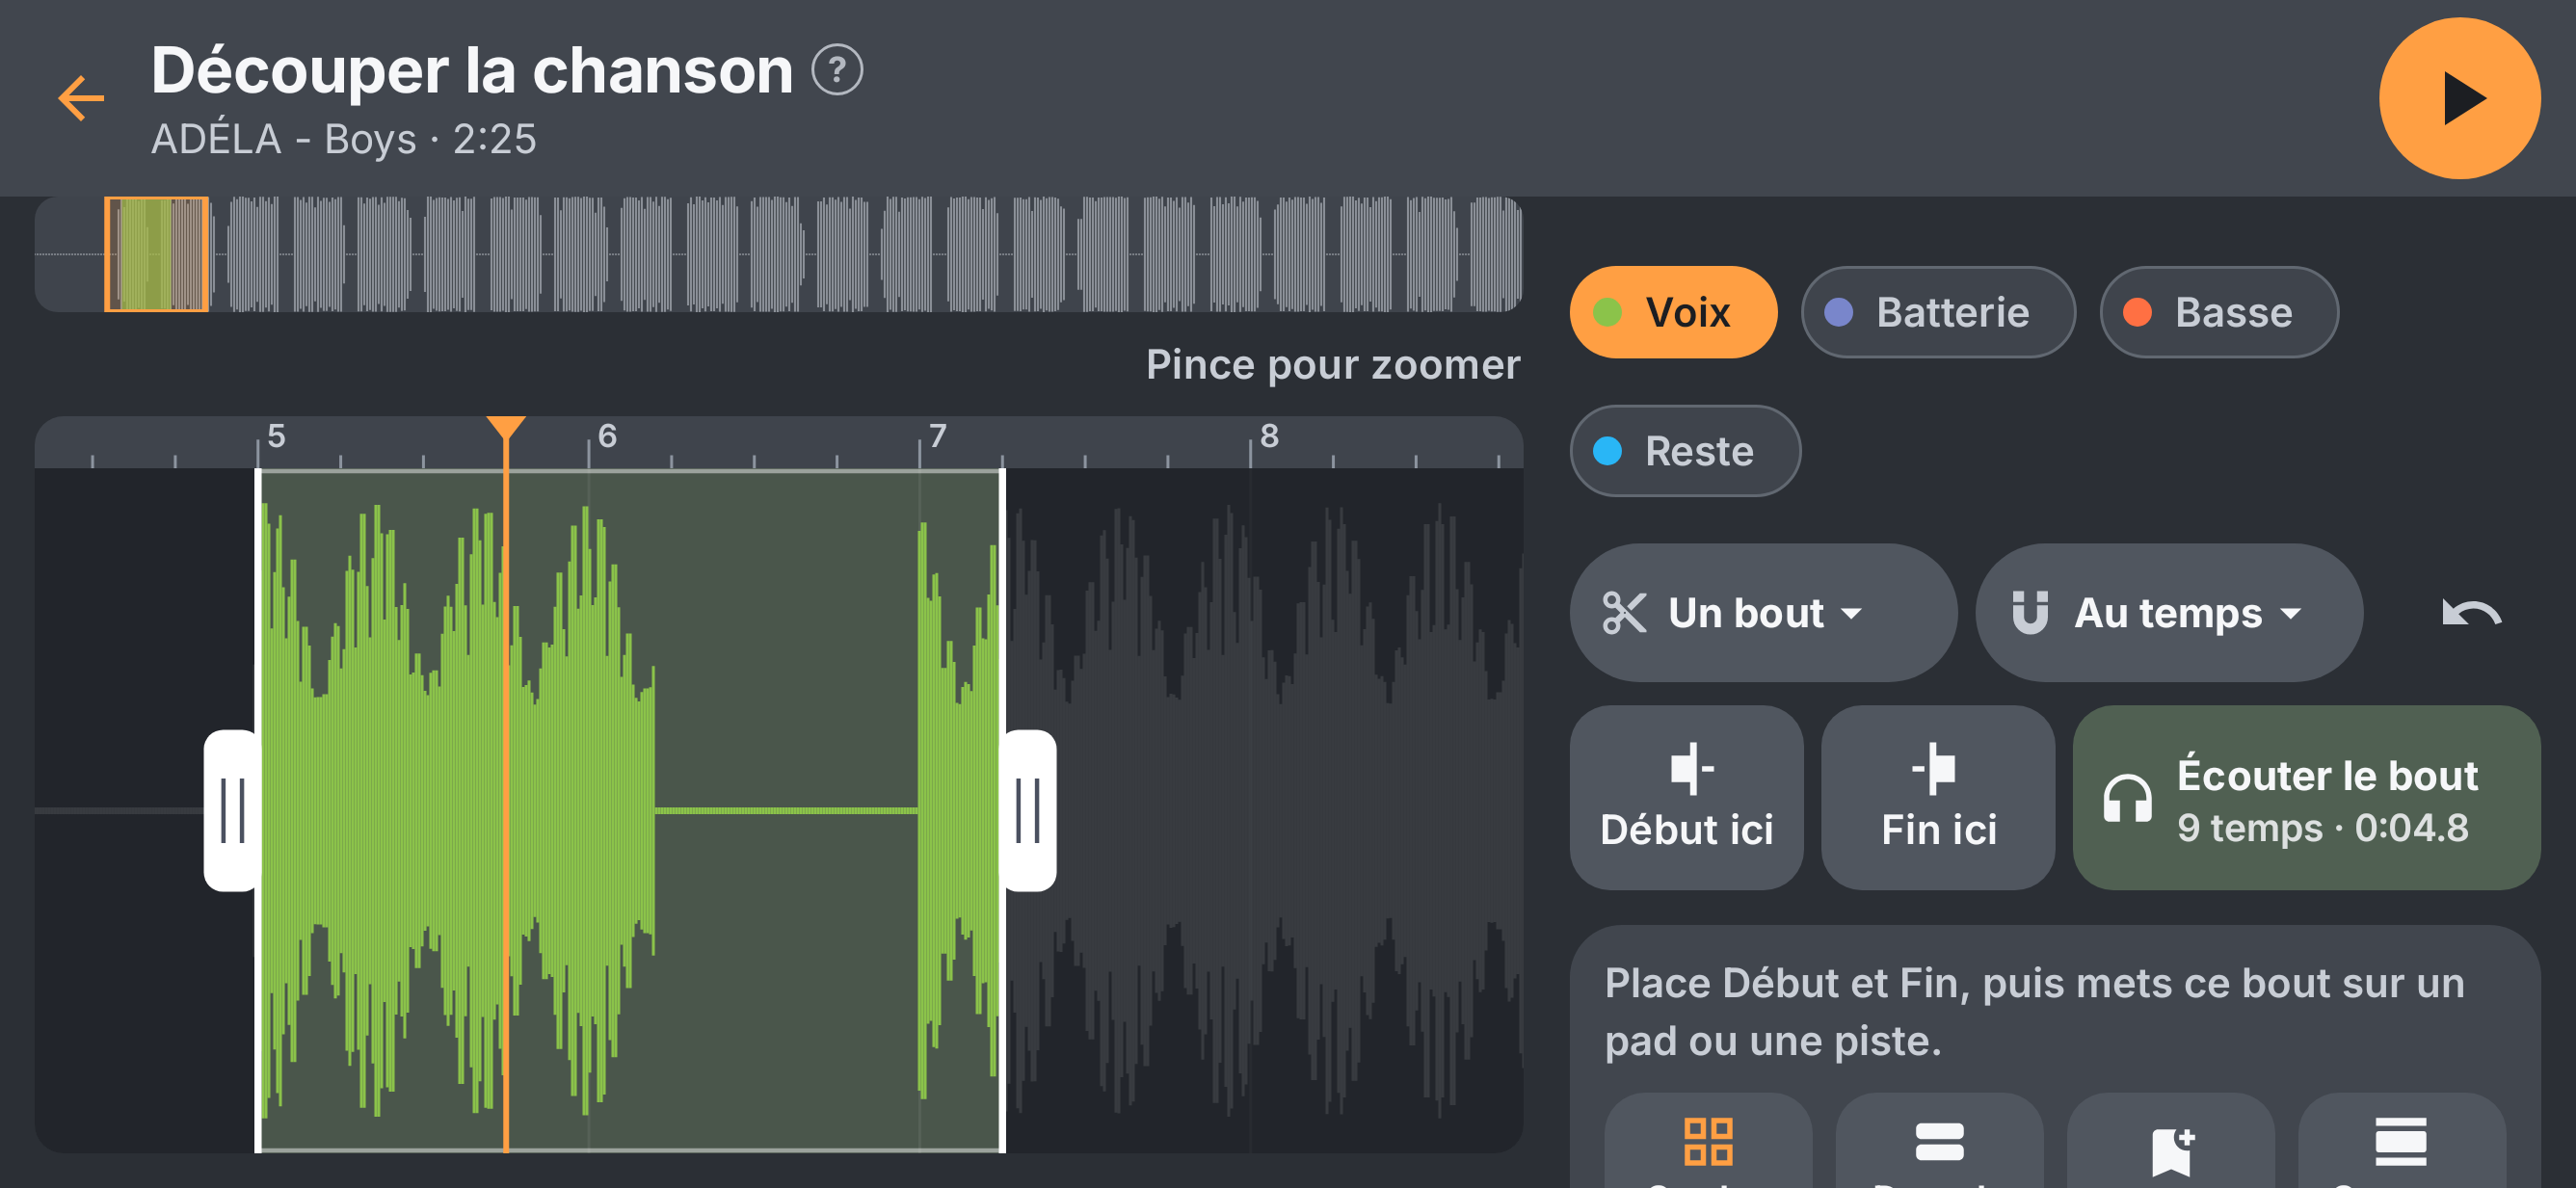 Découper la chanson ?
ADÉLA - Boys · 2:25
Pince pour zoomer
5 6 7 8
Voix Batterie Basse
Reste
Un bout Au temps
Début ici Fin ici
Écouter le bout
9 temps · 0:04.8
Place Début et Fin, puis mets ce bout sur un
pad ou une piste.